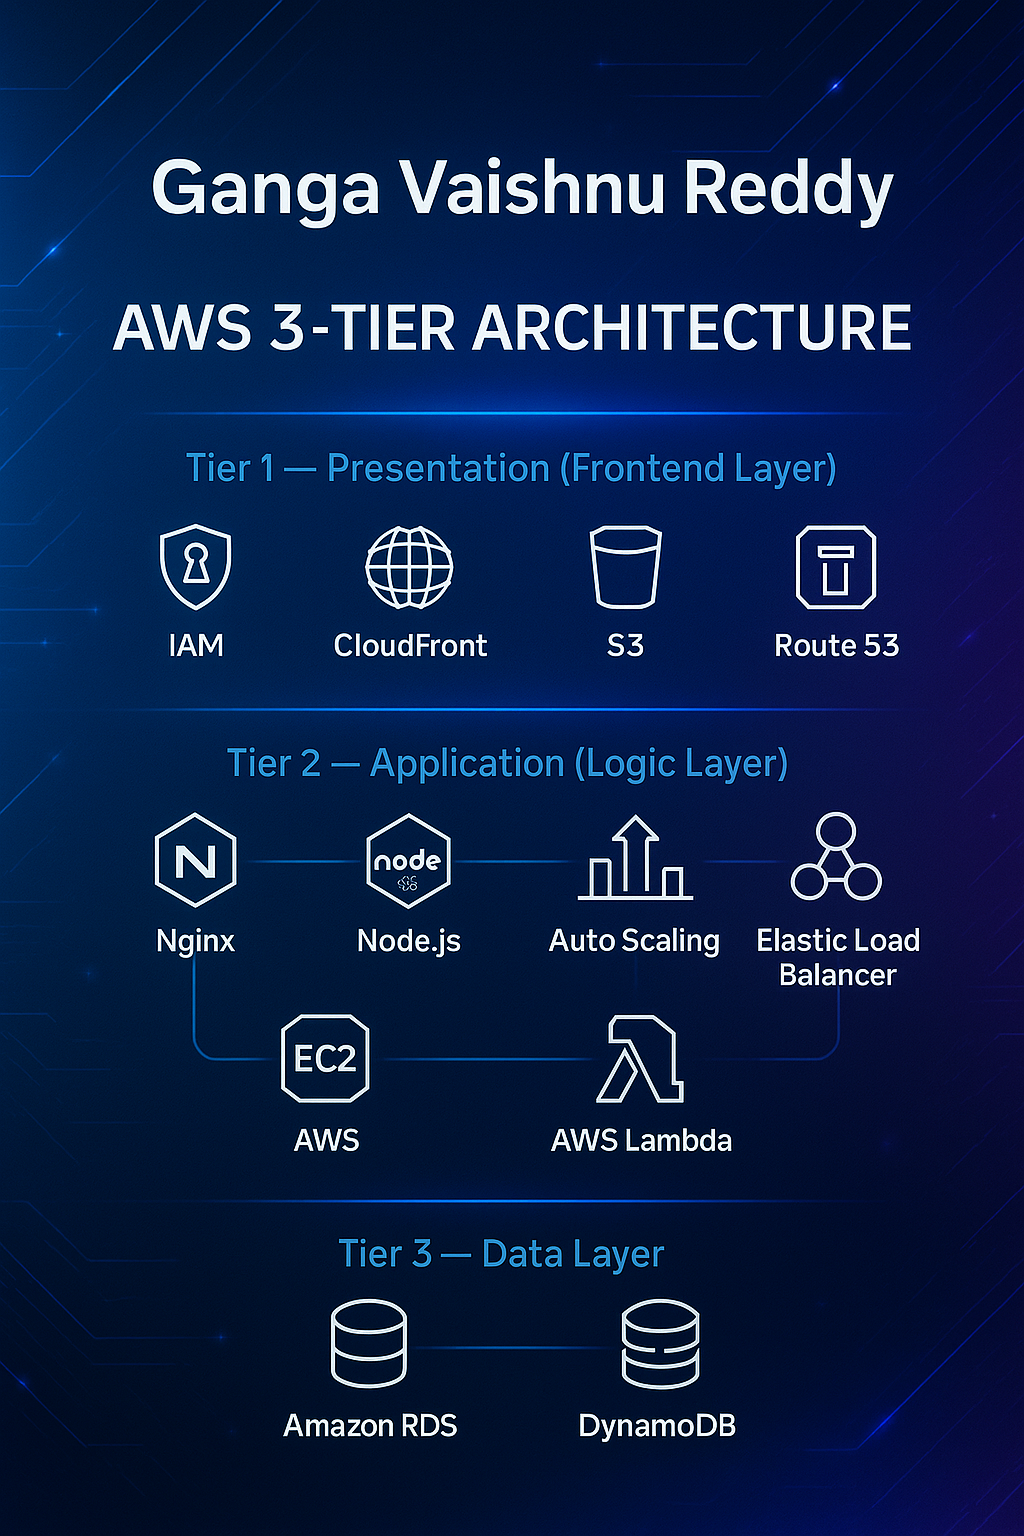 Ganga Vaishnu Reddy
AWS 3-TIER ARCHITECTURE
Tier 1 — Presentation (Frontend Layer)
IAM
CloudFront
S3
Route 53
Tier 2 — Application (Logic Layer)
N
node
Nginx
Node.js
Auto Scaling
Elastic Load
Balancer
EC2
AWS
AWS Lambda
Tier 3 — Data Layer
Amazon RDS
DynamoDB